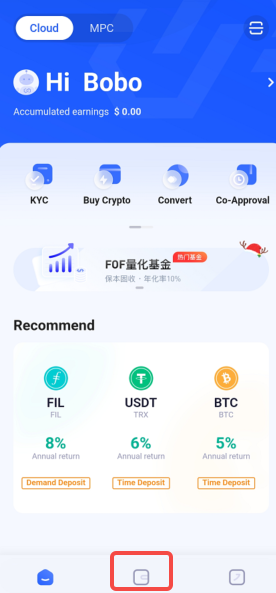 Cloud MPC
Hi Bobo
Accumulated earnings $ 0.00
KYC Buy Crypto Convert Co-Approval
FOF量化基金 热门基金
保本固收 · 年化率10%
Recommend
FIL USDT BTC
FIL TRX BTC
8% 6% 5%
Annual return Annual return Annual return
Demand Deposit Time Deposit Time Deposit